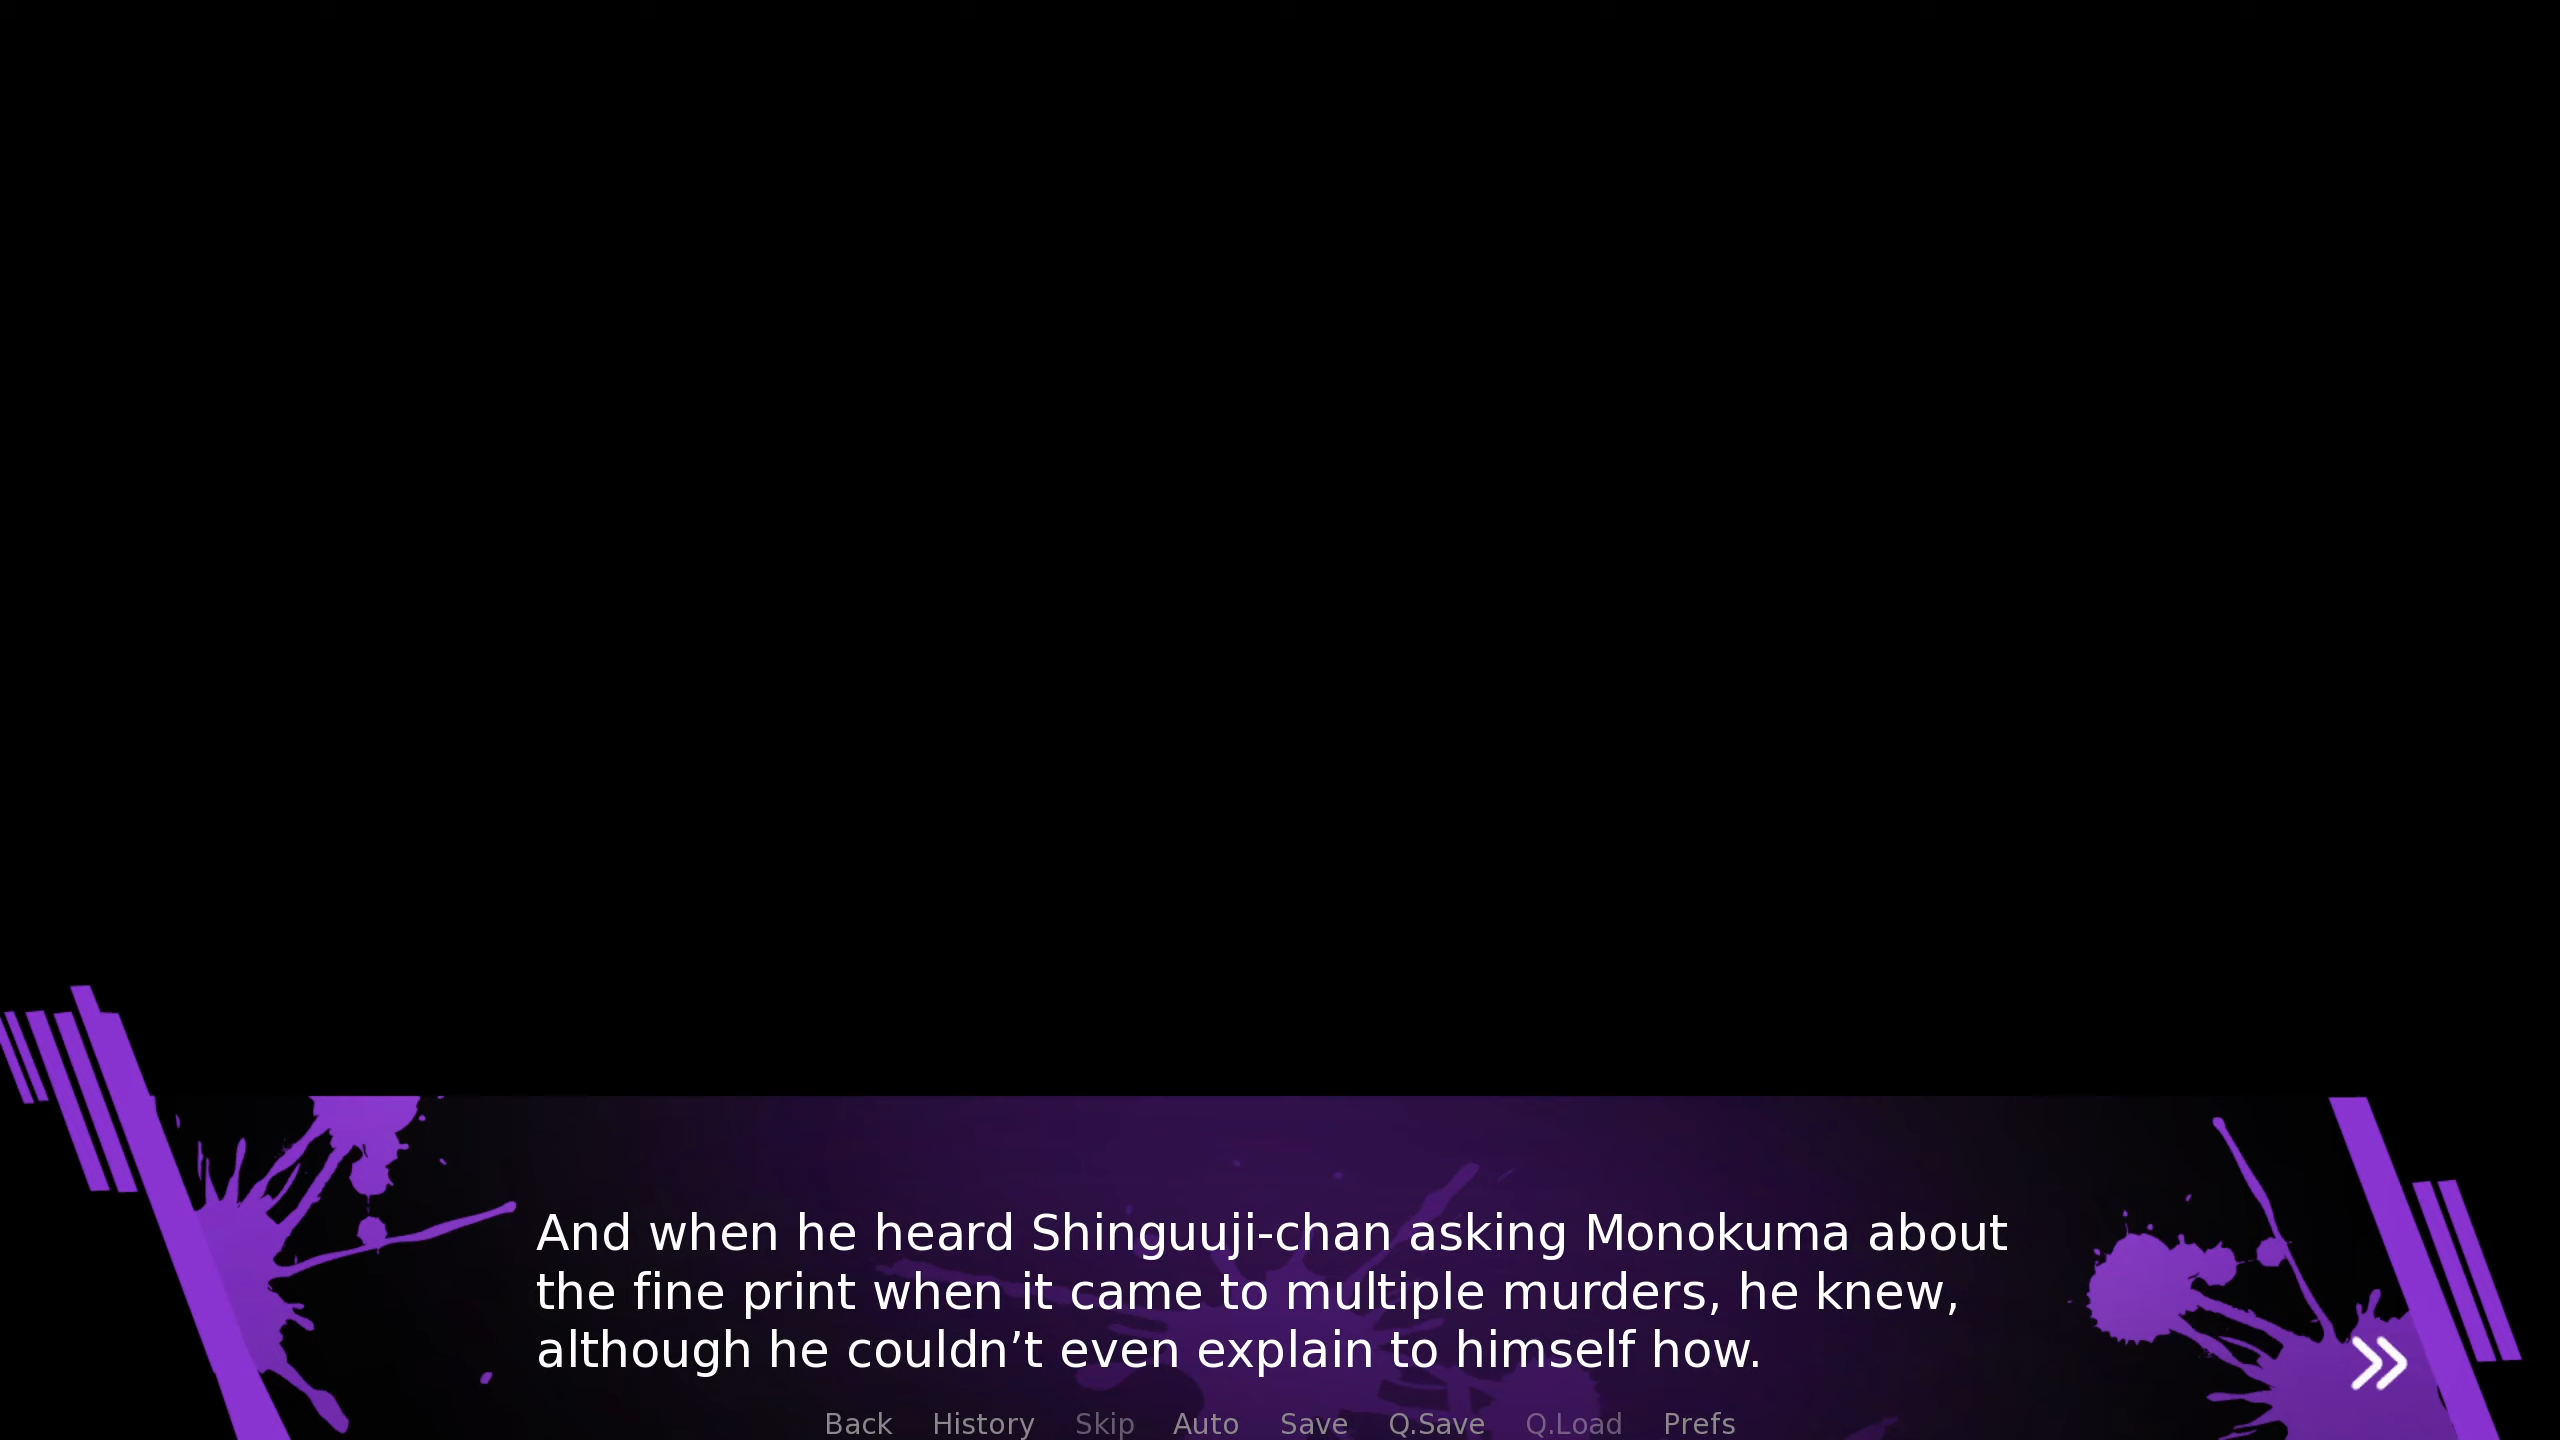 And when he heard Shinguuji-chan asking Monokuma about
the fine print when it came to multiple murders, he knew,
although he couldn’t even explain to himself how.
Back History Skip Auto Save Q.Save Q.Load Prefs